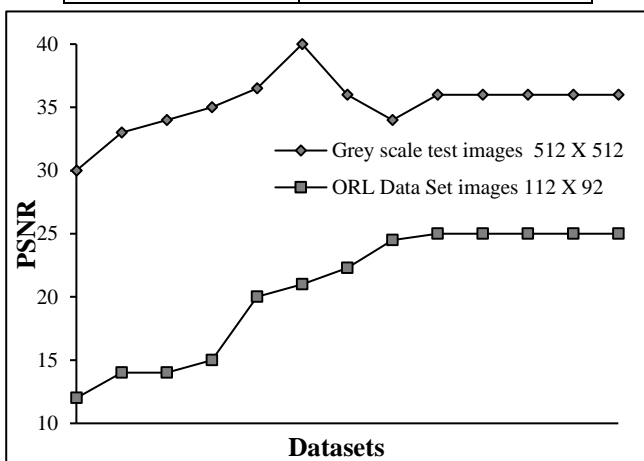 40
35
30
25
20
15
10
PSNR
Grey scale test images 512 X 512
ORL Data Set images 112 X 92
Datasets